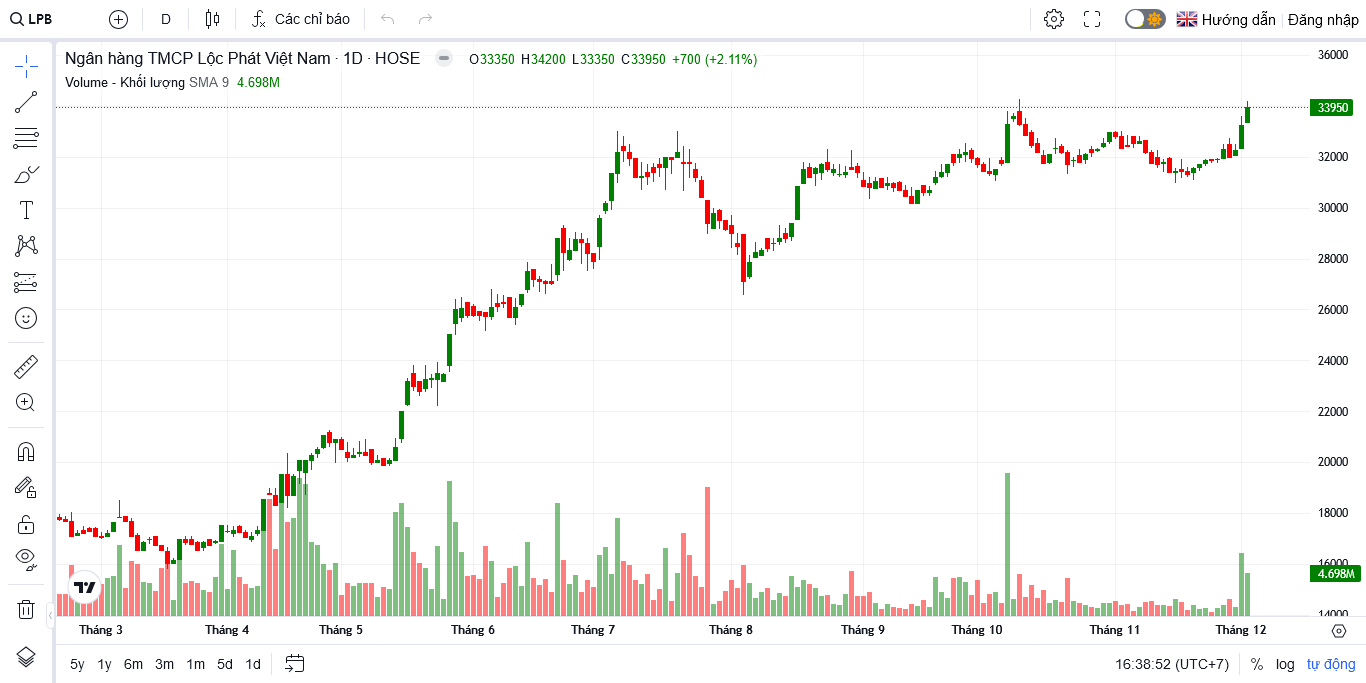 LPB D Các chỉ báo Hướng dẫn Đăng nhập
Ngân hàng TMCP Lộc Phát Việt Nam · 1D · HOSE O33350 H34200 L33350 C33950 +700 (+2.11%)
Volume - Khối lượng SMA 9 4.698M
36000
33950
32000
30000
28000
26000
24000
22000
20000
18000
16000
4.698M
14000
Tháng 3 Tháng 4 Tháng 5 Tháng 6 Tháng 7 Tháng 8 Tháng 9 Tháng 10 Tháng 11 Tháng 12
5y 1y 6m 3m 1m 5d 1d 16:38:52 (UTC+7) % log tự động